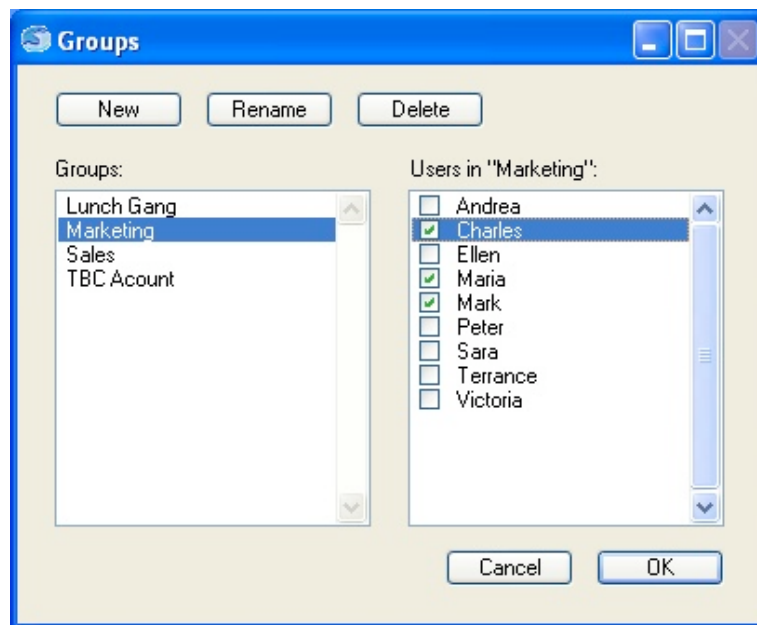 Groups
New Rename Delete
Groups:
Lunch Gang
Marketing
Sales
TBC Acount
Users in "Marketing":
Andrea
Charles
Ellen
Maria
Mark
Peter
Sara
Terrance
Victoria
Cancel OK